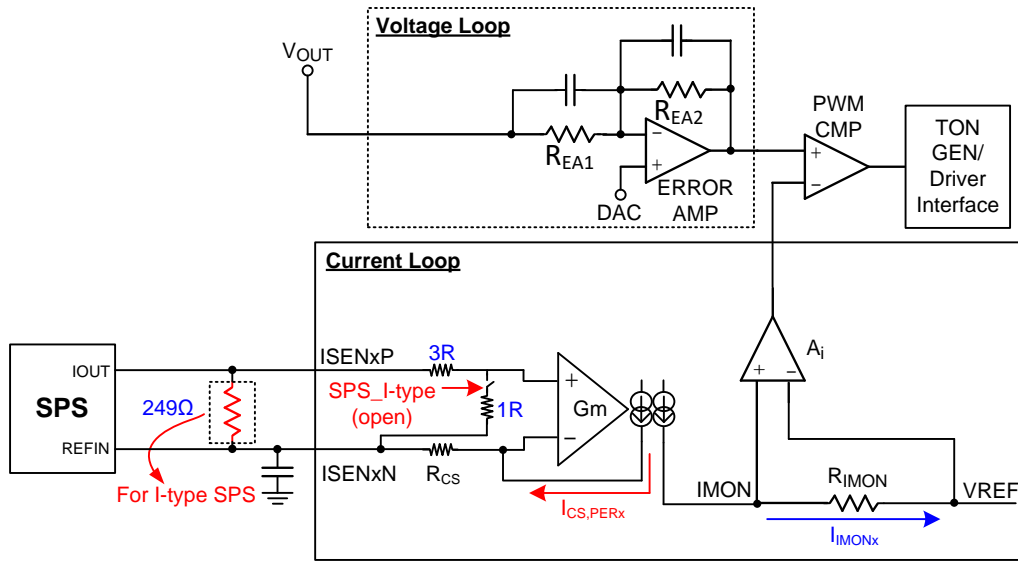 Voltage Loop
VOUT
REA2
REA1
DAC
ERROR
AMP
PWM
CMP
TON
GEN/
Driver
Interface
Current Loop
SPS
IOUT
REFIN
249Ω
For I-type SPS
ISENxP
3R
SPS_I-type
(open)
1R
ISENxN
RCS
Gm
ICS,PERx
Ai
IMON
RIMON
VREF
IIMONx